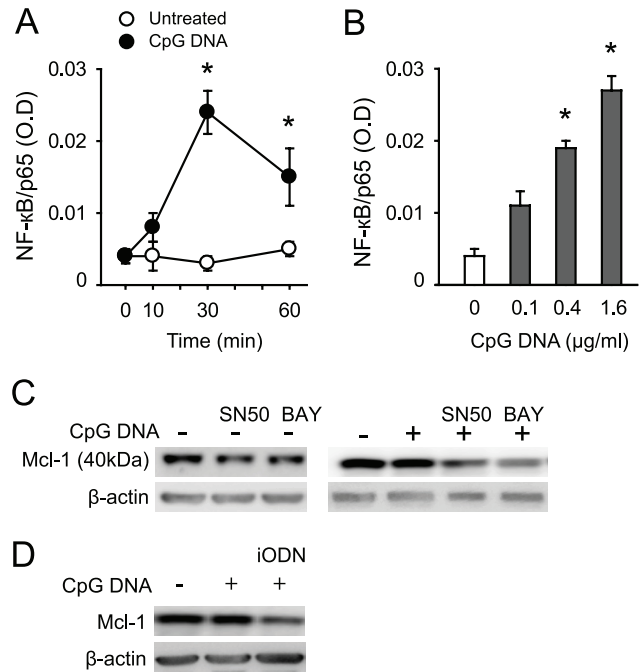 A
Untreated
CpG DNA
NF-κB/p65 (O.D)
0.03
0.02
0.01
0
*
*
0 10 30 60
Time (min)
B
NF-κB/p65 (O.D)
0.03
0.02
0.01
0
*
*
0 0.1 0.4 1.6
CpG DNA (µg/ml)
C
SN50 BAY SN50 BAY
CpG DNA - - - - + + +
Mcl-1 (40kDa)
β-actin
D
iODN
CpG DNA - + +
Mcl-1
β-actin